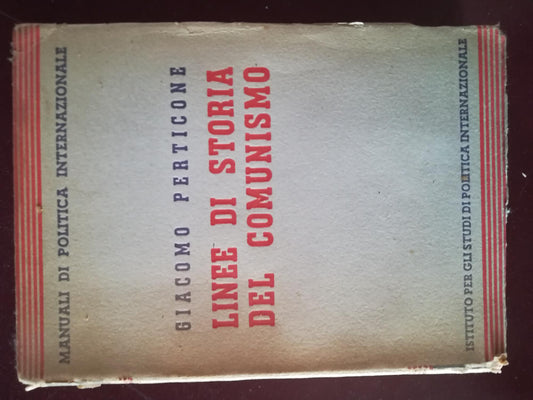 MANUALI DI POLITICA INTERNAZIONALE
GIACOMO PERTICONE
LINEE DI STORIA
DEL COMUNISMO
ISTITUTO PER GLI STUDI DI POLITICA INTERNAZIONALE